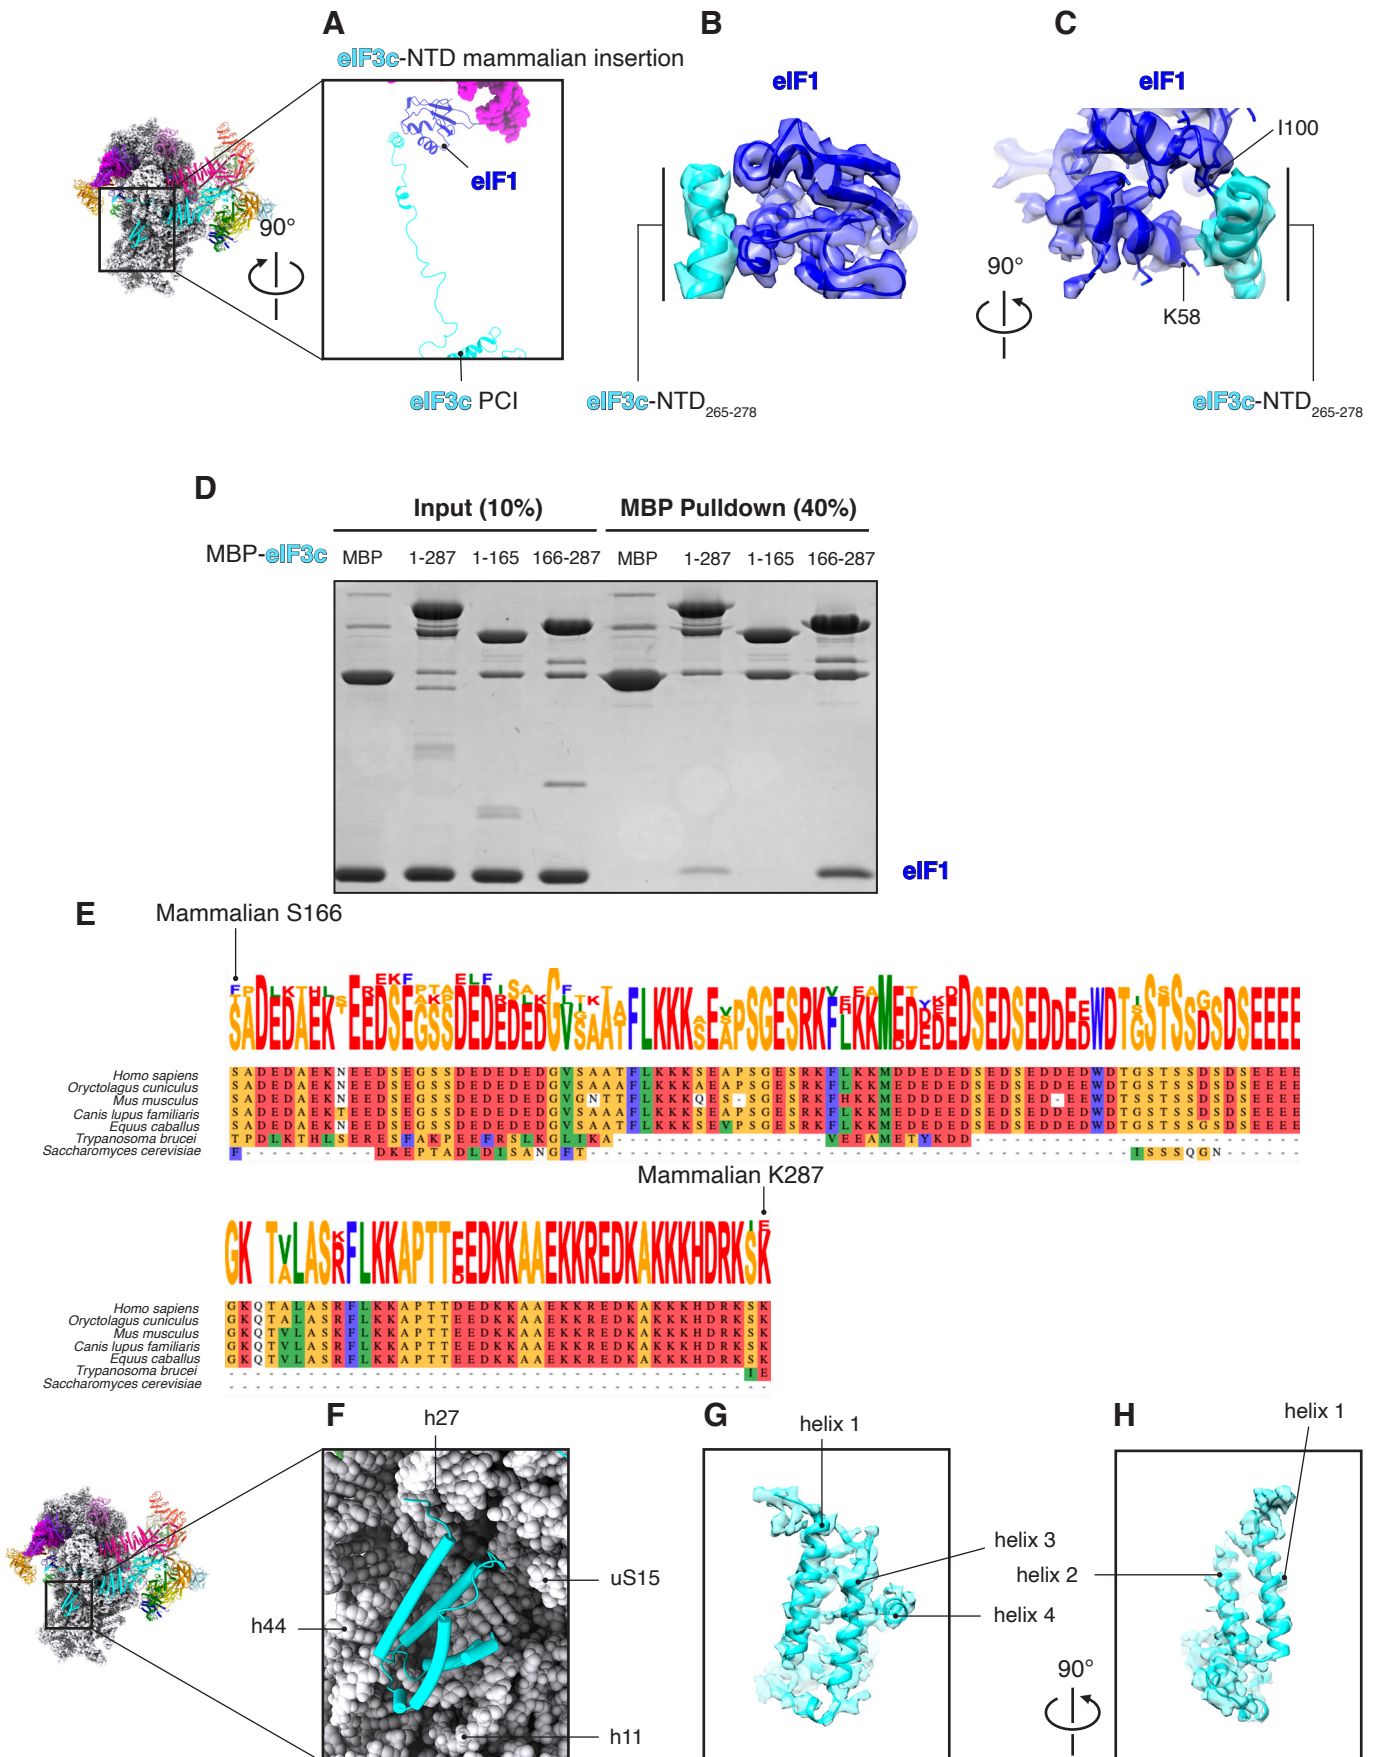 A
B
C
eIF3c-NTD mammalian insertion
eIF1
eIF1
eIF1
I100
K58
90°
90°
eIF3c PCI
eIF3c-NTD265-278
eIF3c-NTD265-278
D
Input (10%) MBP Pulldown (40%)
MBP-eIF3c MBP 1-287 1-165 166-287 MBP 1-287 1-165 166-287
eIF1
E
Mammalian S166
Homo sapiens S A D E D A E K N E E D S E G S S D E D E D E D G V S A A T F L K K K S E A P S G E S R K F L K K M D D E D E D S E D S E D D E D W D T G S T S S D S D S E E E E
Oryctolagus cuniculus S A D E D A E K N E E D S E G S S D E D E D E D G V S A A T F L K K K A E A P S G E S R K F L K K M E D D D E D S E D S E D D E D W D T G S T S S D S D S E E E E
Mus musculus S A D E D A E K N E E D S E G S S D E D E D E D G V G N T T F L K K K Q E S - S G E S R K F H K K M E D D D E D S E D S E D - E E W D T S S T S S D S D S E E E E
Canis lupus familiaris S A D E D A E K T E E D S E G S S D E D E D E D G V S A A T F L K K K S E A P S G E S R K F L K K M E D D D E D S E D S E D D E D W D T G S T S S D S D S E E E E
Equus caballus S A D E D A E K N E E D S E G S S D E D E D E D G V S A A T F L K K K S E V P S G E S R K F L K K M E D D D E D S E D S E D D E D W D T G S T S S G S D S E E E E
Trypanosoma brucei T P D L K T H L S E R E S F A K P E E F R S L K G L I K A - - - - - - - - - - - - - - - - V E E A M E T Y K D D - - - - - - - - - - - - - - - - - - - - - - - - -
Saccharomyces cerevisiae F - - - - - - - - - - D K E P T A D L D I S A N G F T - - - - - - - - - - - - - - - - - - - - - - - - - - - - - - - - - - - - - - - - - I S S S Q G N - - - - - -
Mammalian K287
Homo sapiens G K Q T A L A S R F L K K A P T T D E D K K A A E K K R E D K A K K K H D R K S K
Oryctolagus cuniculus G K Q T A L A S R F L K K A P T T E E D K K A A E K K R E D K A K K K H D R K S K
Mus musculus G K Q T V L A S K F L K K A P T T E E D K K A A E K K R E D K A K K K H D R K S K
Canis lupus familiaris G K Q T V L A S R F L K K A P T T E E D K K A A E K K R E D K A K K K H D R K S K
Equus caballus G K Q T V L A S R F L K K A P T T E E D K K A A E K K R E D K A K K K H D R K S K
Trypanosoma brucei - - - - - - - - - - - - - - - - - - - - - - - - - - - - - - - - - - - - - - - I E
Saccharomyces cerevisiae - - - - - - - - - - - - - - - - - - - - - - - - - - - - - - - - - - - - - - - - -
F
G
H
h27
uS15
h44
h11
helix 1
helix 3
helix 4
helix 1
helix 2
90°